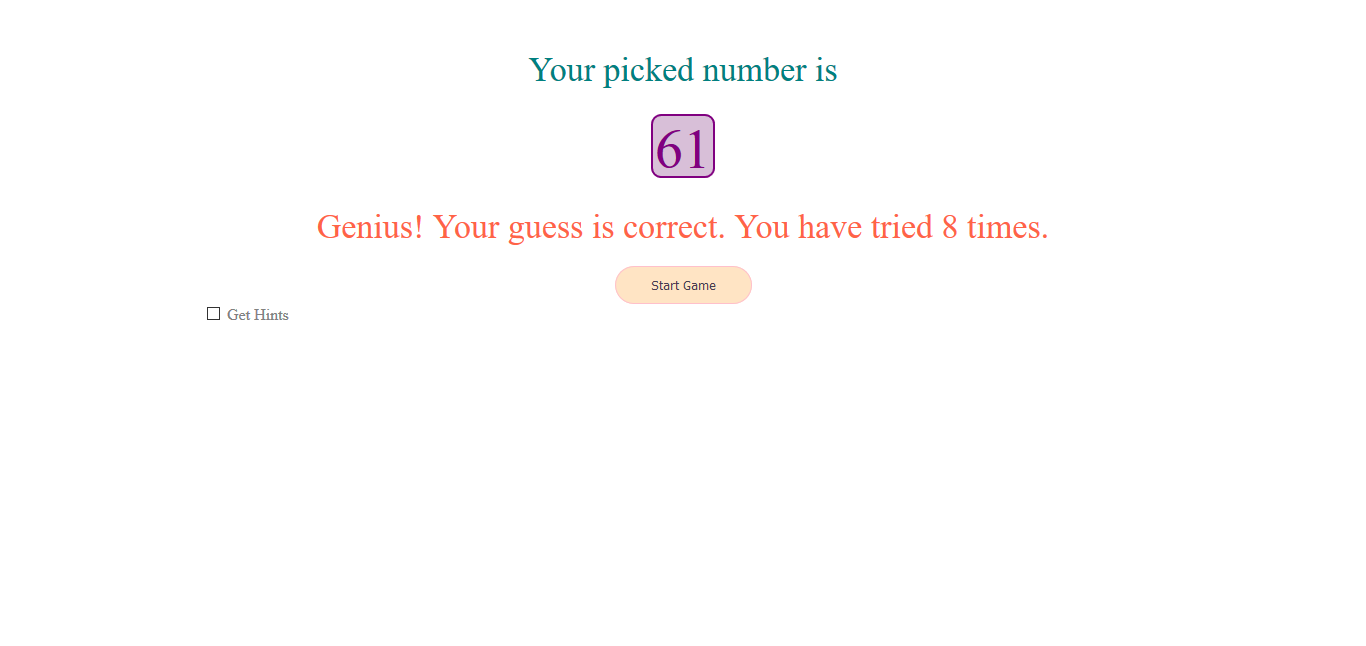 Your picked number is
61
Genius! Your guess is correct. You have tried 8 times.
Start Game
Get Hints